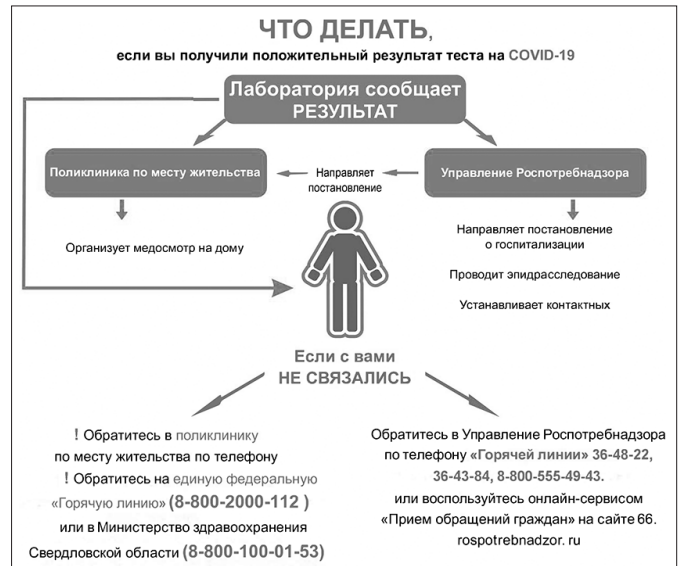 ЧТО ДЕЛАТЬ,
если вы получили положительный результат теста на COVID-19
Лаборатория сообщает
РЕЗУЛЬТАТ
Поликлиника по месту жительства
Направляет
постановление
Управление Роспотребнадзора
Организует медосмотр на дому
Направляет постановление
о госпитализации
Проводит эпидрасследование
Устанавливает контактных
Если с вами
НЕ СВЯЗАЛИСЬ
! Обратитесь в поликлинику
по месту жительства по телефону
! Обратитесь на единую федеральную
«Горячую линию» (8-800-2000-112 )
или в Министерство здравоохранения
Свердловской области (8-800-100-01-53)
Обратитесь в Управление Роспотребнадзора
по телефону «Горячей линии» 36-48-22,
36-43-84, 8-800-555-49-43.
или воспользуйтесь онлайн-сервисом
«Прием обращений граждан» на сайте 66.
rospotrebnadzor. ru